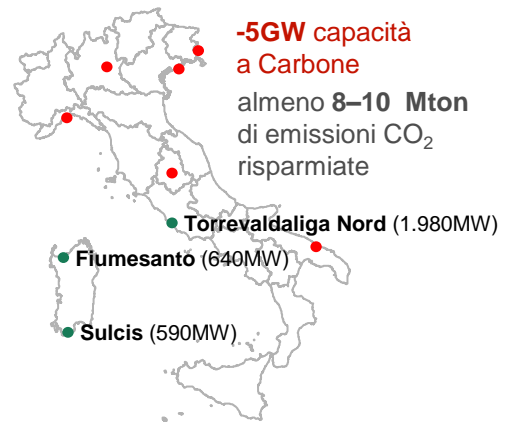 -5GW capacità
a Carbone
almeno 8–10 Mton
di emissioni CO₂
risparmiate
Torrevaldaliga Nord (1.980MW)
Fiumesanto (640MW)
Sulcis (590MW)